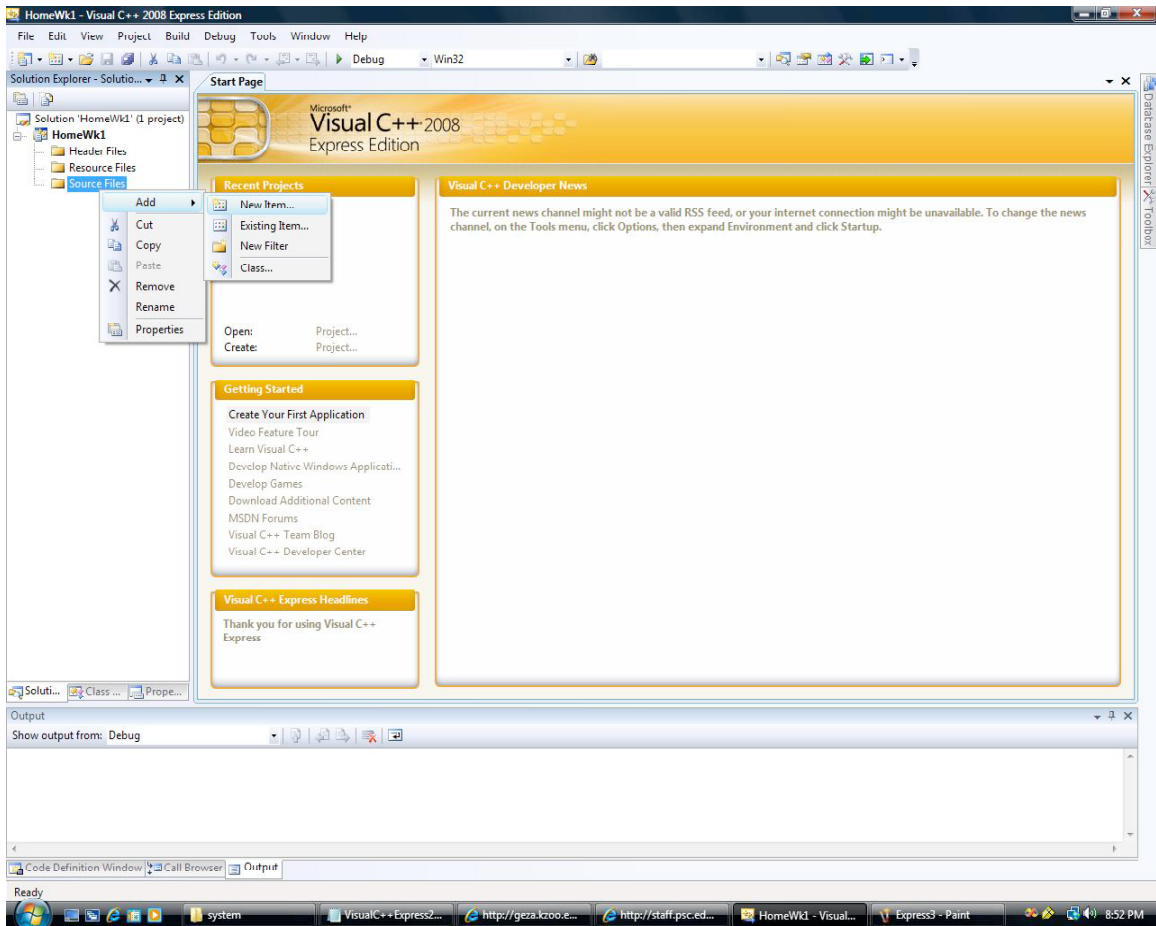 HomeWk1 - Visual C++ 2008 Express Edition
File Edit View Project Build Debug Tools Window Help
Debug Win32
Solution Explorer - Solutio...
Start Page
Solution 'HomeWk1' (1 project)
HomeWk1
Header Files
Resource Files
Source Files
Add
Cut
Copy
Paste
Remove
Rename
Properties
New Item...
Existing Item...
New Filter
Class...
Microsoft®
Visual C++ 2008
Express Edition
Recent Projects
Open: Project...
Create: Project...
Getting Started
Create Your First Application
Video Feature Tour
Learn Visual C++
Develop Native Windows Applicati...
Develop Games
Download Additional Content
MSDN Forums
Visual C++ Team Blog
Visual C++ Developer Center
Visual C++ Express Headlines
Thank you for using Visual C++
Express
Visual C++ Developer News
The current news channel might not be a valid RSS feed, or your internet connection might be unavailable. To change the news
channel, on the Tools menu, click Options, then expand Environment and click Startup.
Database Explorer
Toolbox
Soluti... Class ... Prope...
Output
Show output from: Debug
Code Definition Window Call Browser Output
Ready
system VisualC++Express2... http://geza.kzoo.e... http://staff.psc.ed... HomeWk1 - Visual... Express3 - Paint 8:52 PM